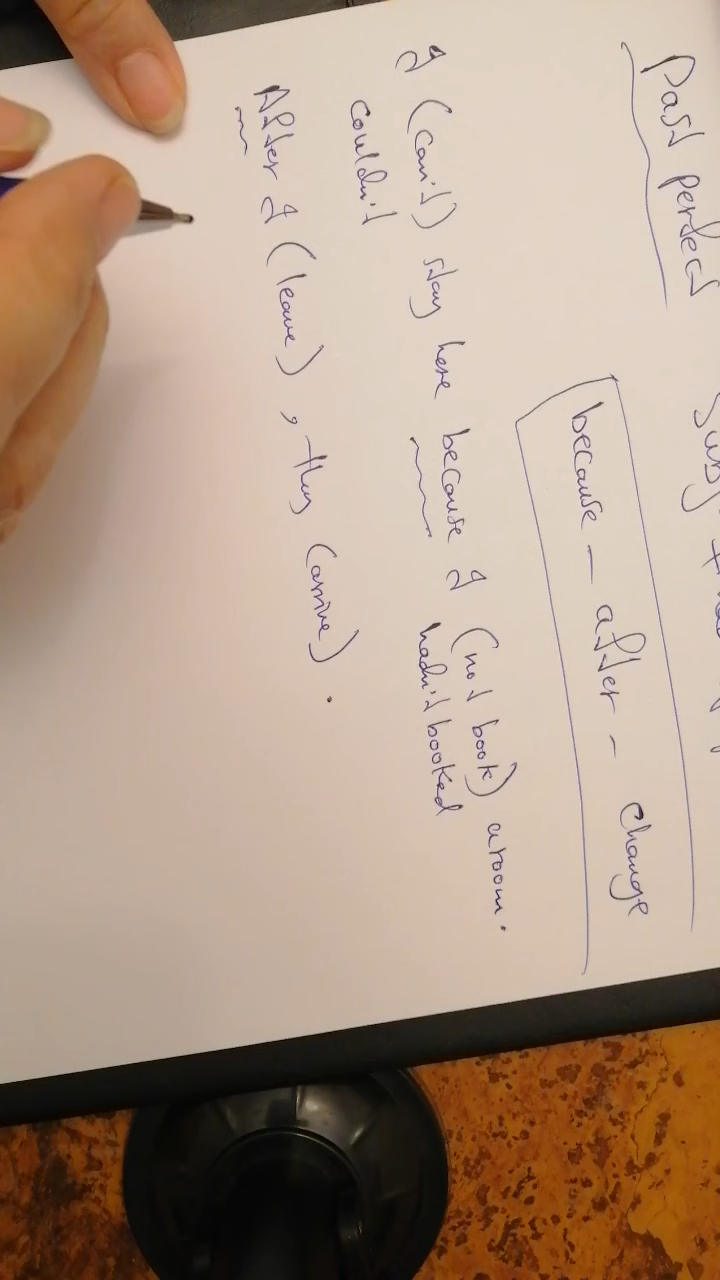 Past perfect
because - after - change
I (can't) stay here because I (not book) a room.
couldn't hadn't booked
After I (leave), they (arrive).